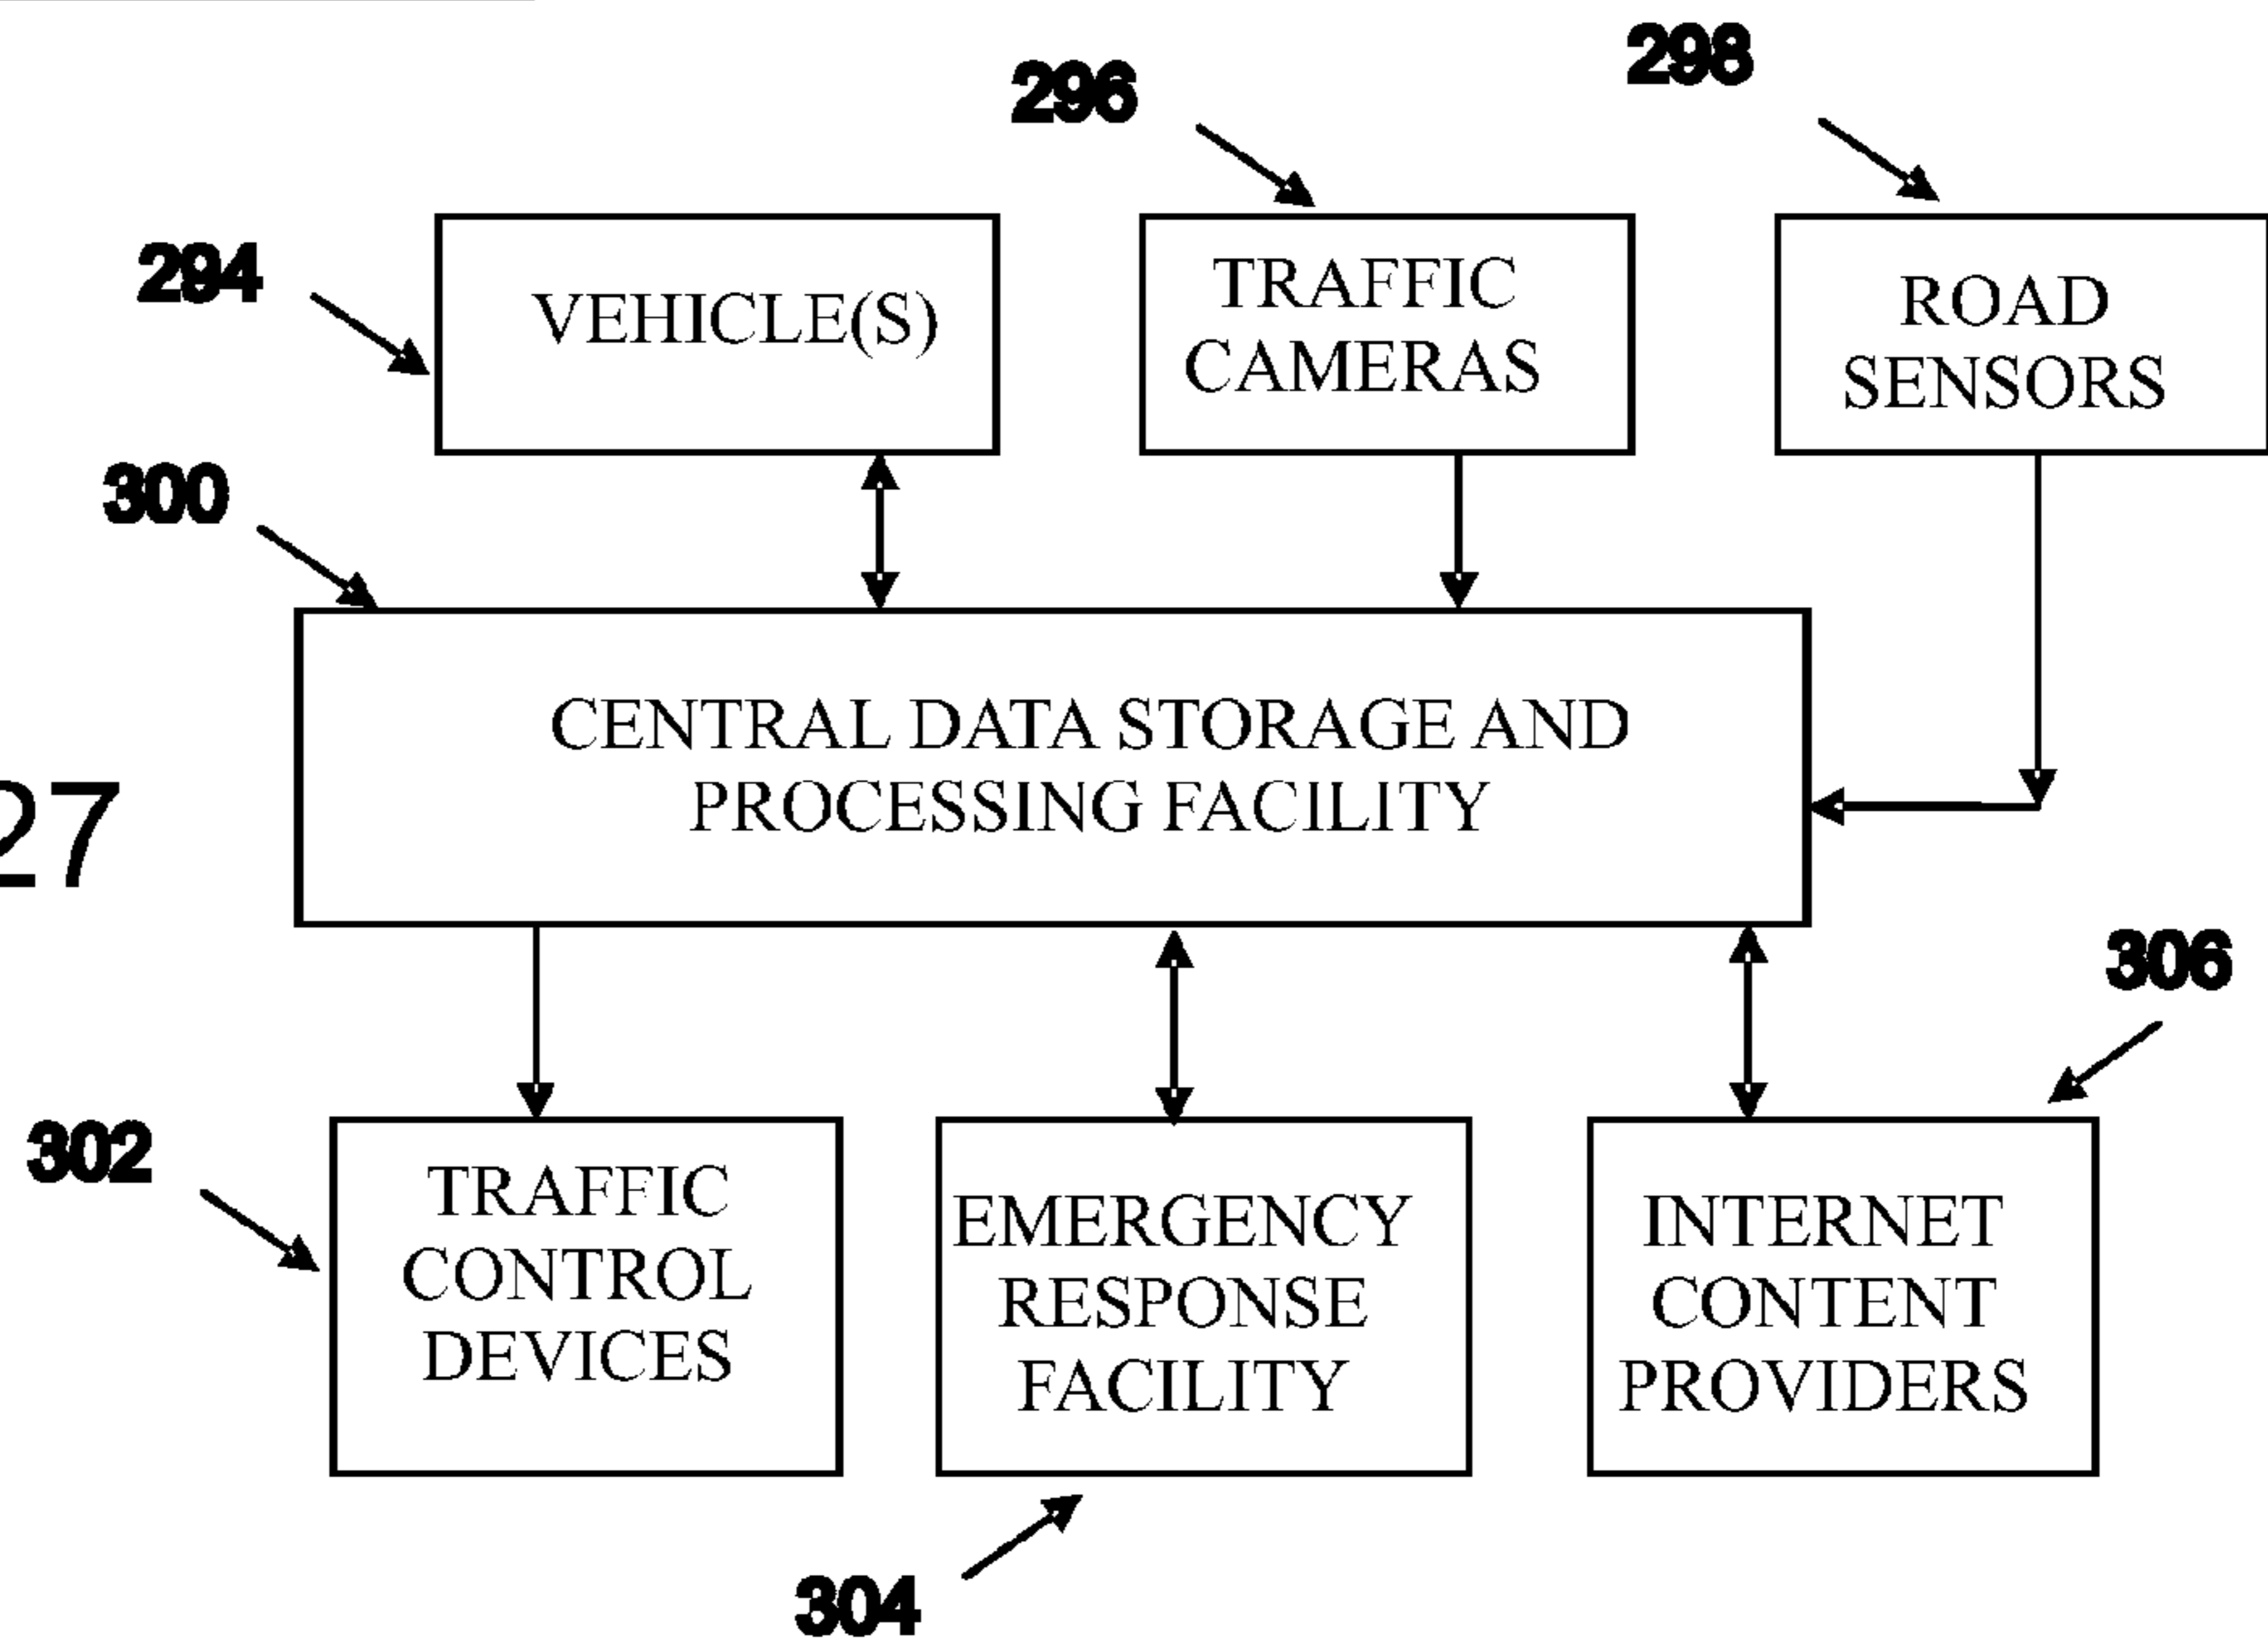 298
296
294
VEHICLE(S)
TRAFFIC
CAMERAS
ROAD
SENSORS
300
CENTRAL DATA STORAGE AND
PROCESSING FACILITY
27
306
302
TRAFFIC
CONTROL
DEVICES
EMERGENCY
RESPONSE
FACILITY
INTERNET
CONTENT
PROVIDERS
304